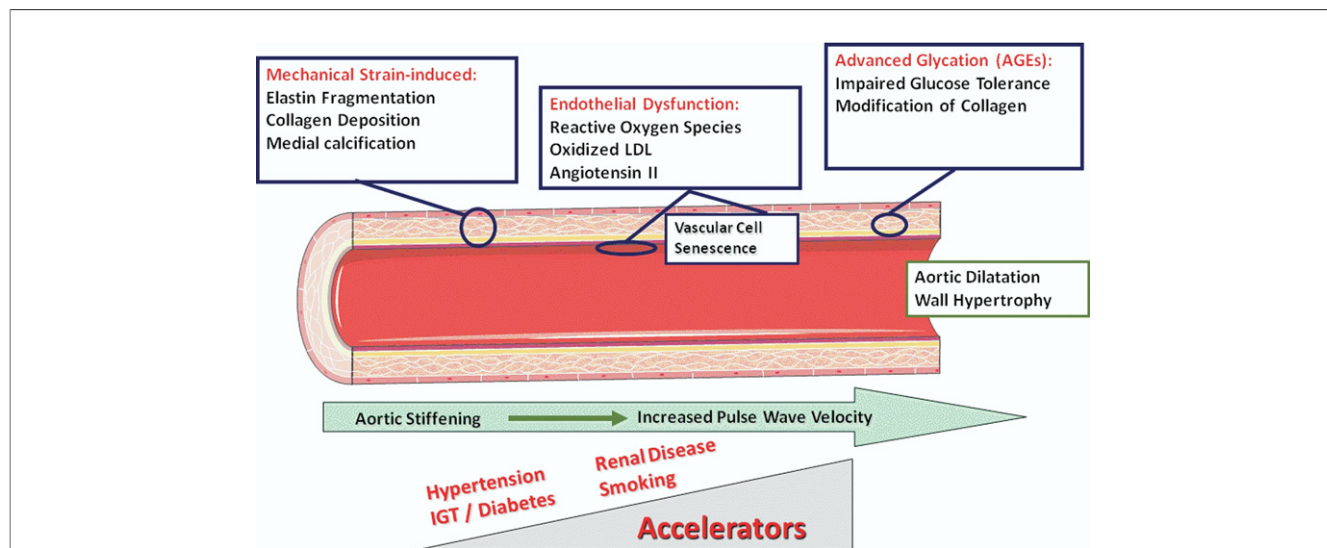 Mechanical Strain-induced:
Elastin Fragmentation
Collagen Deposition
Medial calcification
Endothelial Dysfunction:
Reactive Oxygen Species
Oxidized LDL
Angiotensin II
Advanced Glycation (AGEs):
Impaired Glucose Tolerance
Modification of Collagen
Vascular Cell
Senescence
Aortic Dilatation
Wall Hypertrophy
Aortic Stiffening
Increased Pulse Wave Velocity
Hypertension
IGT / Diabetes
Renal Disease
Smoking
Accelerators